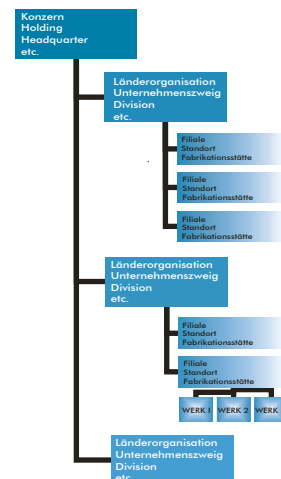 Konzern
Holding
Headquarter
etc.
Länderorganisation
Unternehmenszweig
Division
etc.
Filiale
Standort
Fabrikationsstätte
Filiale
Standort
Fabrikationsstätte
Filiale
Standort
Fabrikationsstätte
Länderorganisation
Unternehmenszweig
Division
etc.
Filiale
Standort
Fabrikationsstätte
Filiale
Standort
Fabrikationsstätte
WERK I WERK 2 WERK
Länderorganisation
Unternehmenszweig
Division
etc.